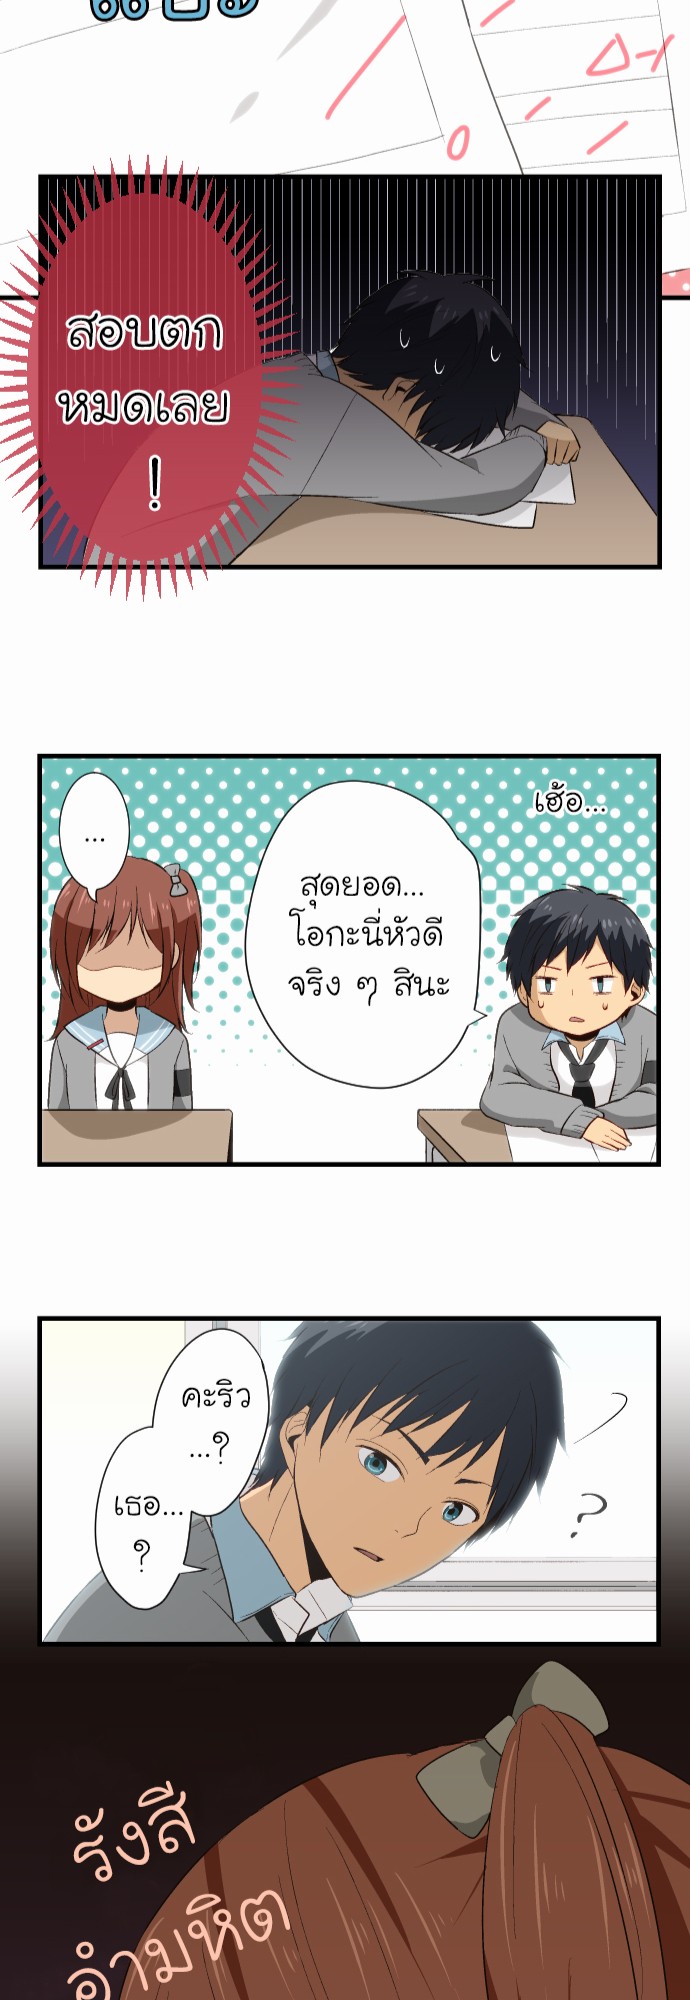 สอบตก
หมดเลย
!
...
เฮ้อ...
สุดยอด...
โอกะนี่หัวดี
จริง ๆ สินะ
คะริว
...?
เธอ...
?
?
รังสี
อำมหิต